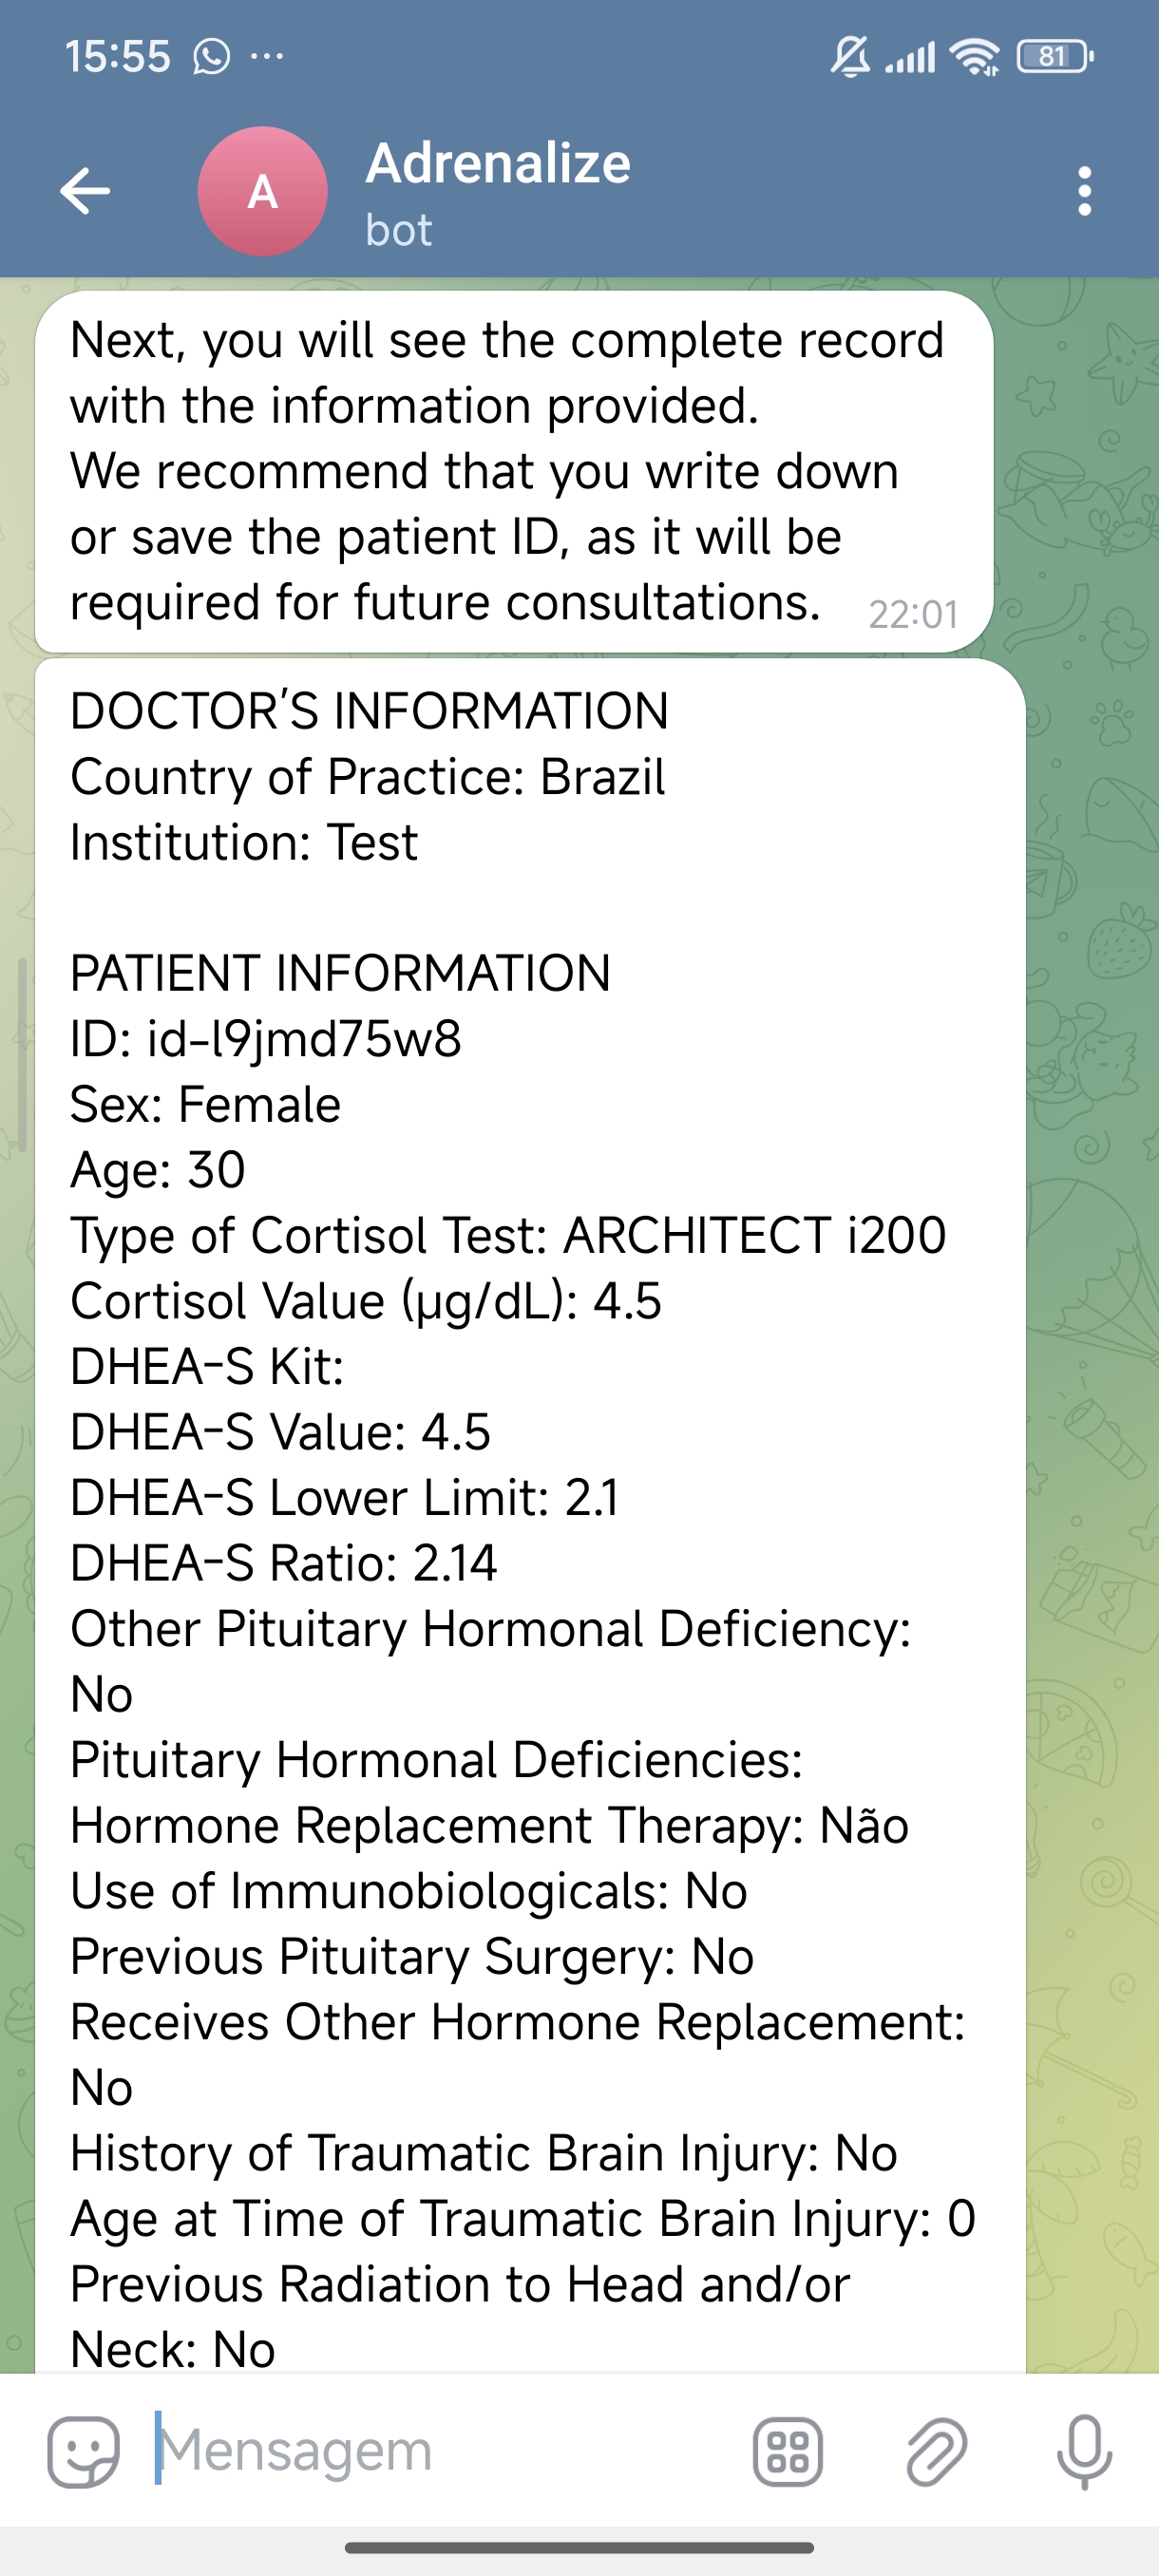 15:55
81
A
Adrenalize
bot
Next, you will see the complete record
with the information provided.
We recommend that you write down
or save the patient ID, as it will be
required for future consultations.
22:01
DOCTOR'S INFORMATION
Country of Practice: Brazil
Institution: Test
PATIENT INFORMATION
ID: id-l9jmd75w8
Sex: Female
Age: 30
Type of Cortisol Test: ARCHITECT i200
Cortisol Value (µg/dL): 4.5
DHEA-S Kit:
DHEA-S Value: 4.5
DHEA-S Lower Limit: 2.1
DHEA-S Ratio: 2.14
Other Pituitary Hormonal Deficiency:
No
Pituitary Hormonal Deficiencies:
Hormone Replacement Therapy: Não
Use of Immunobiologicals: No
Previous Pituitary Surgery: No
Receives Other Hormone Replacement:
No
History of Traumatic Brain Injury: No
Age at Time of Traumatic Brain Injury: 0
Previous Radiation to Head and/or
Neck: No
Mensagem